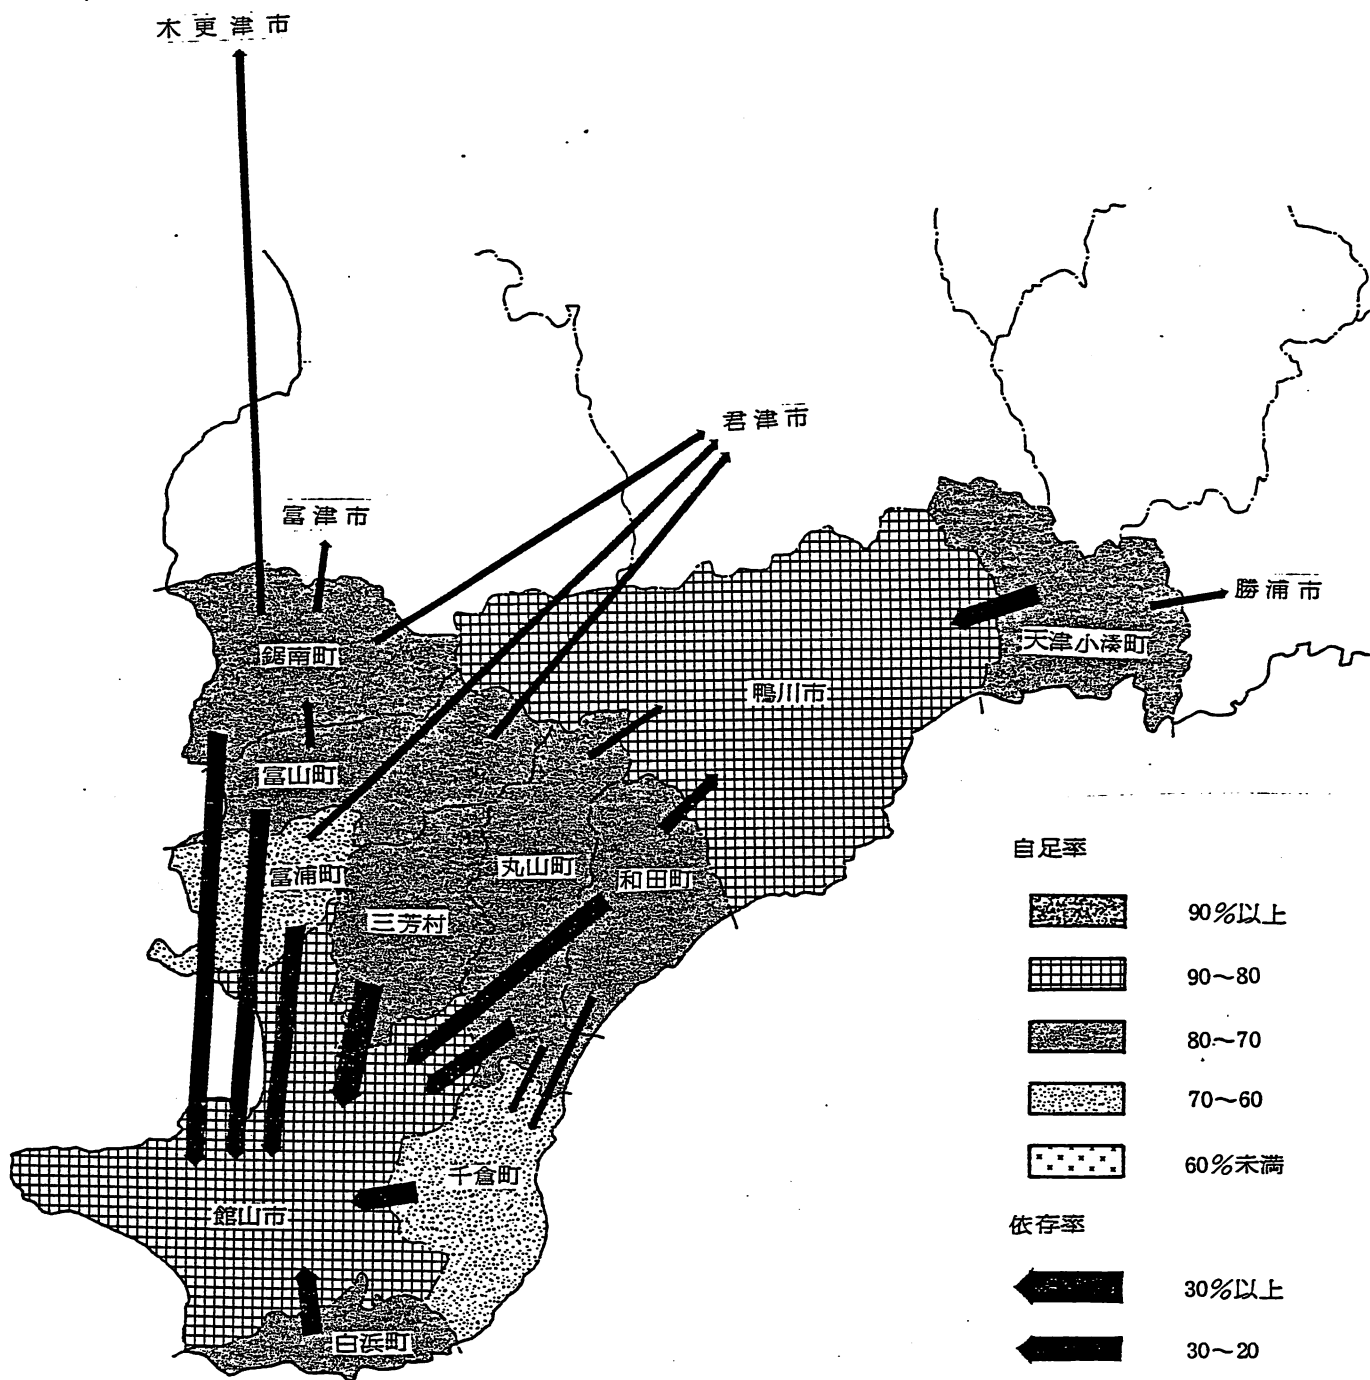 木更津市
君津市
富津市
勝浦市
鋸南町
天津小湊町
鴨川市
富山町
富浦町
丸山町
和田町
三芳村
千倉町
館山市
白浜町
自足率
90%以上
90~80
80~70
70~60
60%未満
依存率
30%以上
30~20